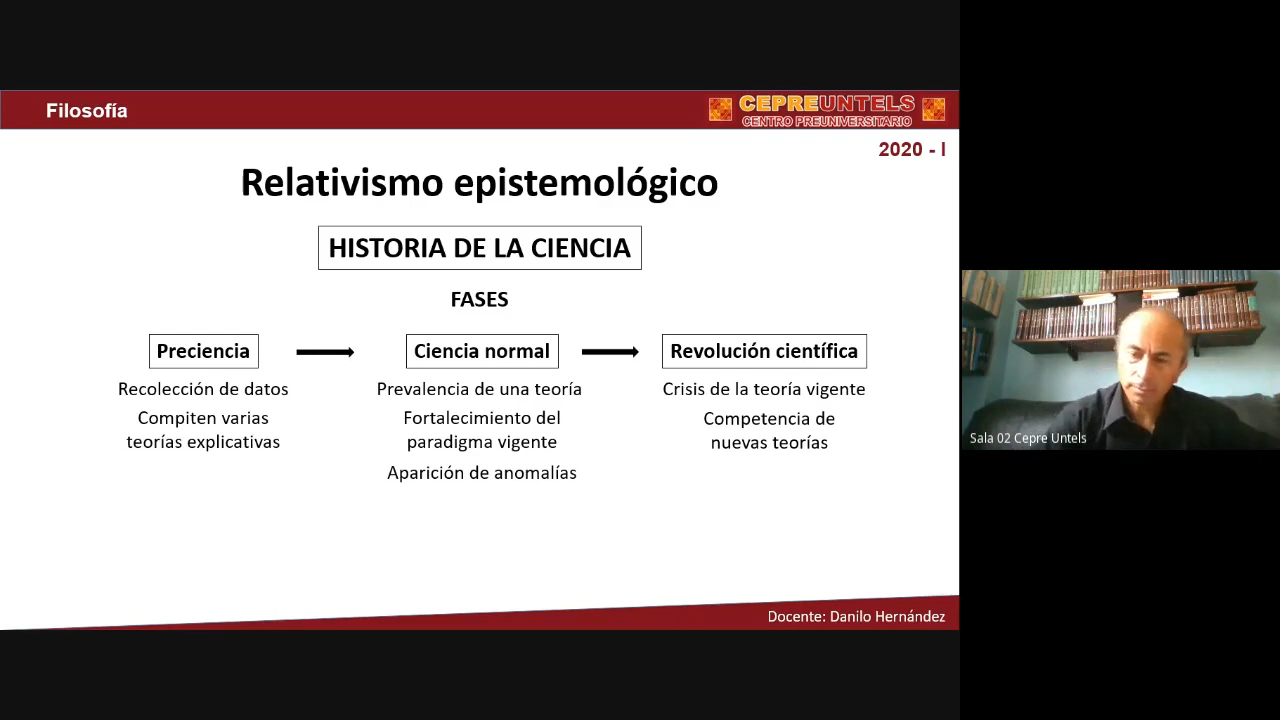 Filosofía
CEPREUNTELS
CENTRO PREUNIVERSITARIO
2020 - I
Relativismo epistemológico
HISTORIA DE LA CIENCIA
FASES
Preciencia
Recolección de datos
Compiten varias
teorías explicativas
Ciencia normal
Prevalencia de una teoría
Fortalecimiento del
paradigma vigente
Aparición de anomalías
Revolución científica
Crisis de la teoría vigente
Competencia de
nuevas teorías
Sala 02 Cepre Untels
Docente: Danilo Hernández